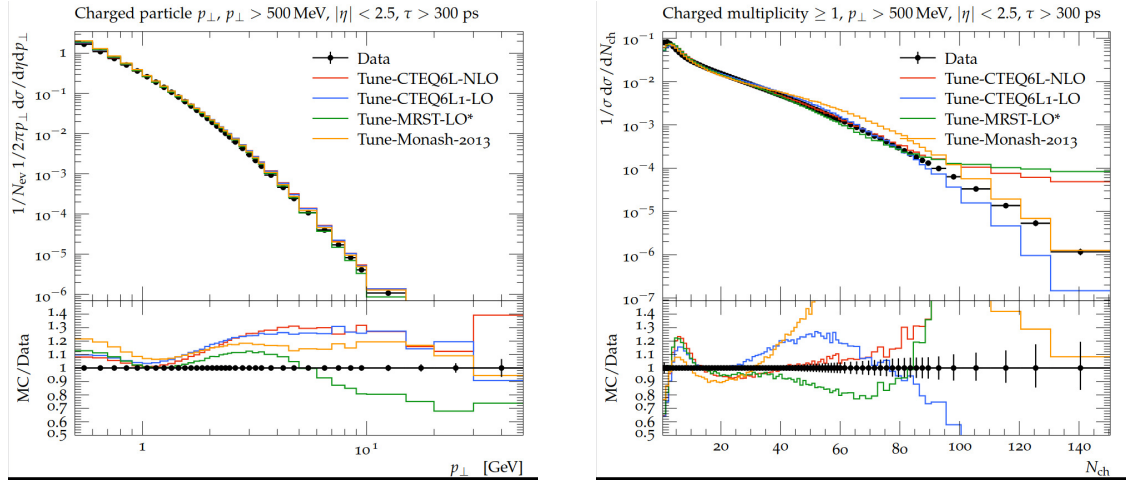 Charged particle p⊥, p⊥ > 500 MeV, |η| < 2.5, τ > 300 ps
1/N_ev 1/2πp⊥ dσ/dηdp⊥
1
10⁻¹
10⁻²
10⁻³
10⁻⁴
10⁻⁵
10⁻⁶
Data
Tune-CTEQ6L-NLO
Tune-CTEQ6L1-LO
Tune-MRST-LO*
Tune-Monash-2013
MC/Data
1.4
1.3
1.2
1.1
1
0.9
0.8
0.7
0.6
0.5
1
10¹
p⊥ [GeV]
Charged multiplicity ≥ 1, p⊥ > 500 MeV, |η| < 2.5, τ > 300 ps
1/σ dσ/dN_ch
10⁻¹
10⁻²
10⁻³
10⁻⁴
10⁻⁵
10⁻⁶
10⁻⁷
Data
Tune-CTEQ6L-NLO
Tune-CTEQ6L1-LO
Tune-MRST-LO*
Tune-Monash-2013
MC/Data
1.4
1.3
1.2
1.1
1
0.9
0.8
0.7
0.6
0.5
20
40
60
80
100
120
140
N_ch